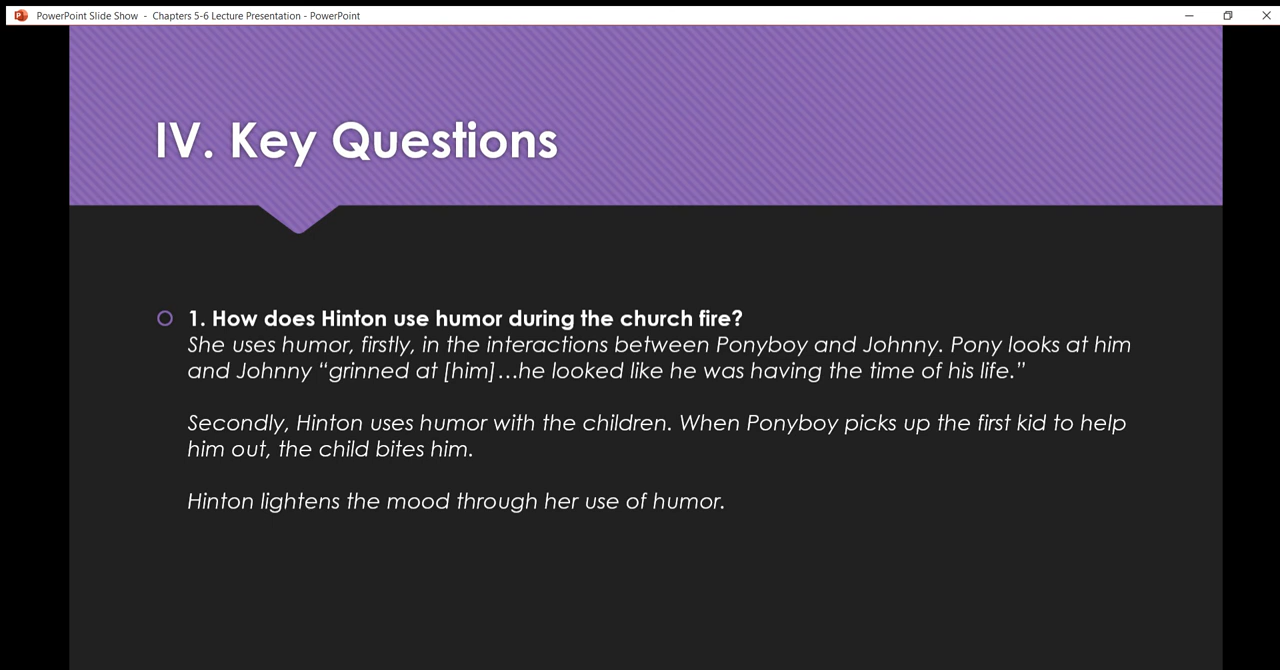 PowerPoint Slide Show - Chapters 5-6 Lecture Presentation - PowerPoint
IV. Key Questions
1. How does Hinton use humor during the church fire?
She uses humor, firstly, in the interactions between Ponyboy and Johnny. Pony looks at him
and Johnny “grinned at [him]…he looked like he was having the time of his life.”
Secondly, Hinton uses humor with the children. When Ponyboy picks up the first kid to help
him out, the child bites him.
Hinton lightens the mood through her use of humor.